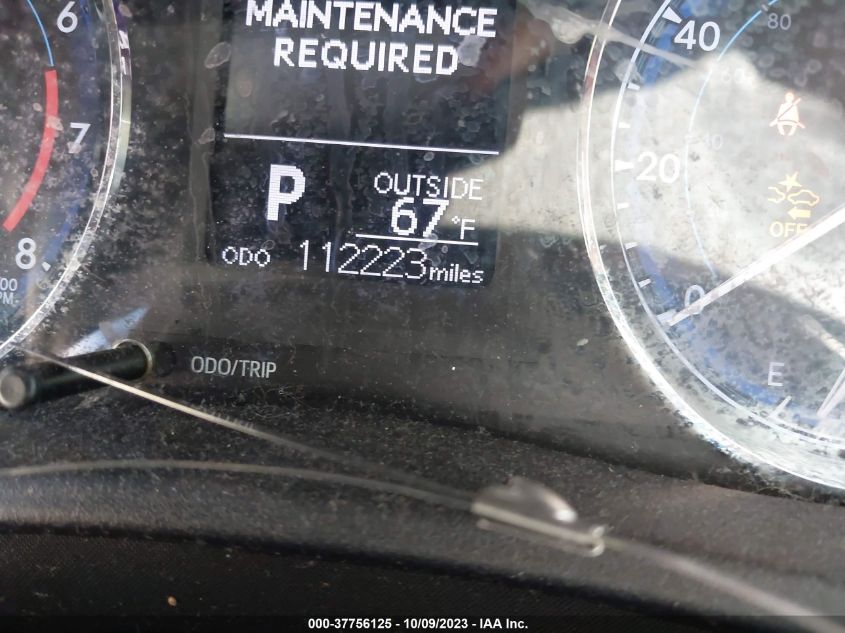 MAINTENANCE
REQUIRED
P
OUTSIDE
67°F
ODO 112223 miles
ODO/TRIP
6
7
8
40
20
0
80
E
OFF
000-37756125 - 10/09/2023 - IAA Inc.